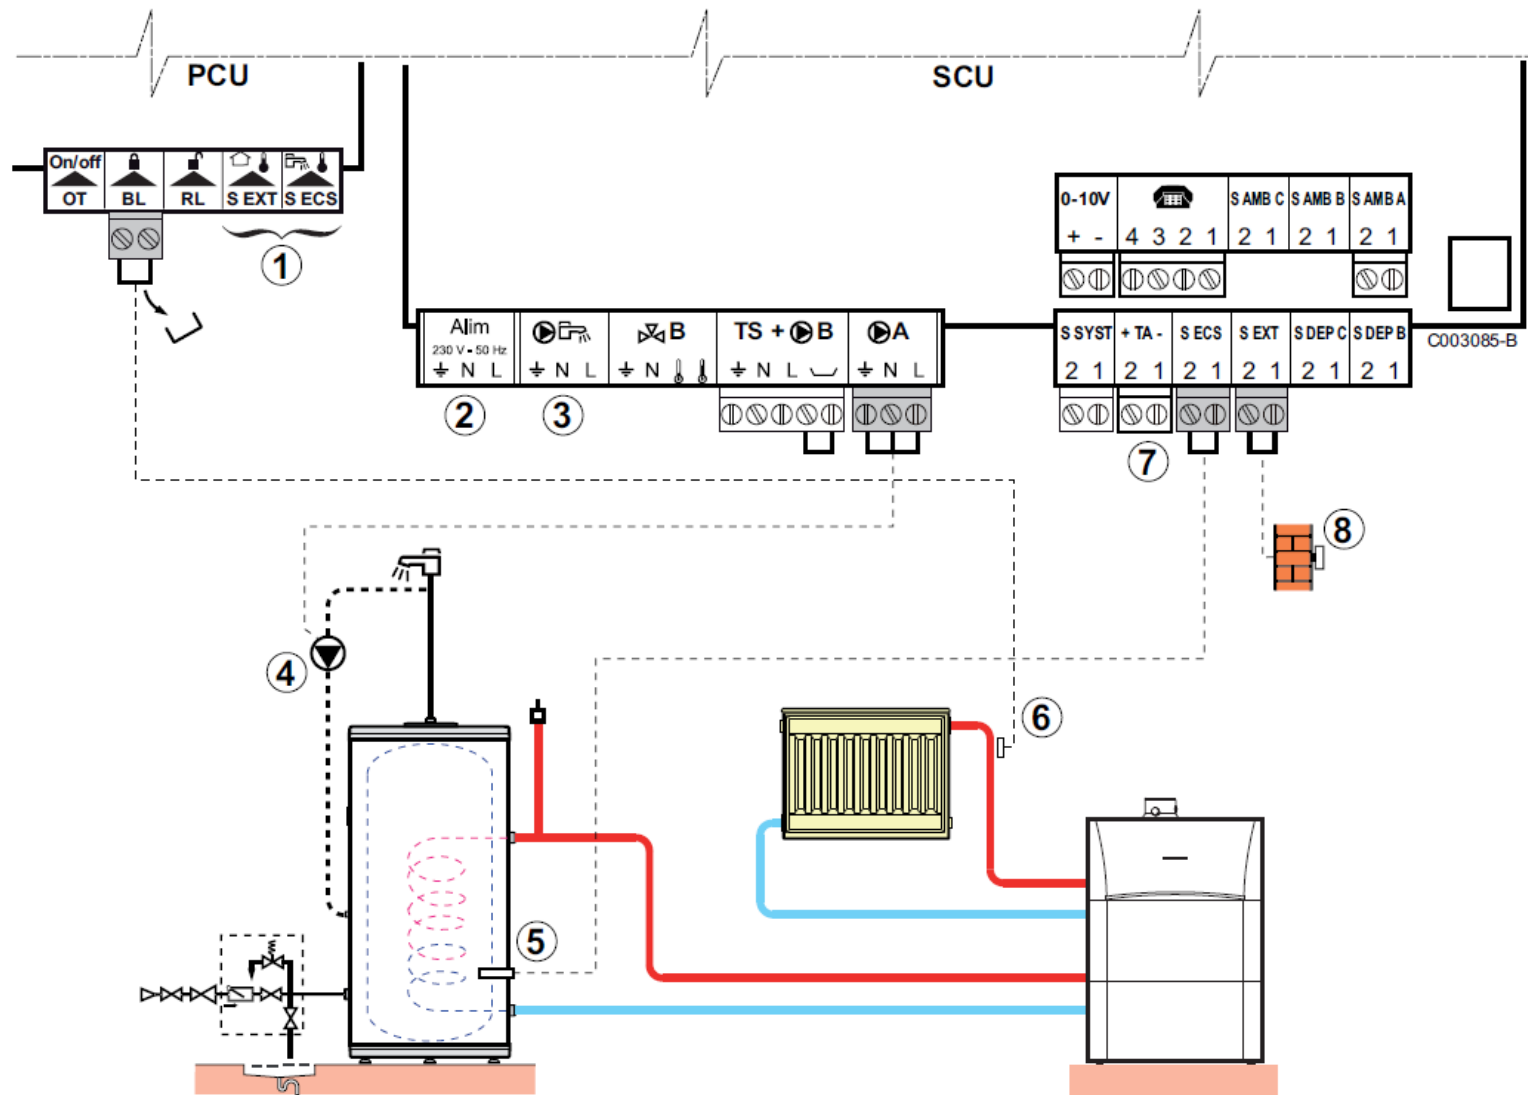 PCU
SCU
On/off
OT
BL
RL
S EXT
S ECS
1
0-10V
+ -
4 3 2 1
S AMB C
2 1
S AMB B
2 1
S AMB A
2 1
Alim
230 V - 50 Hz
N L
N L
B
N
TS + B
N L
A
N L
S SYST
2 1
+ TA -
2 1
S ECS
2 1
S EXT
2 1
S DEP C
2 1
S DEP B
2 1
C003085-B
2
3
7
8
4
6
5